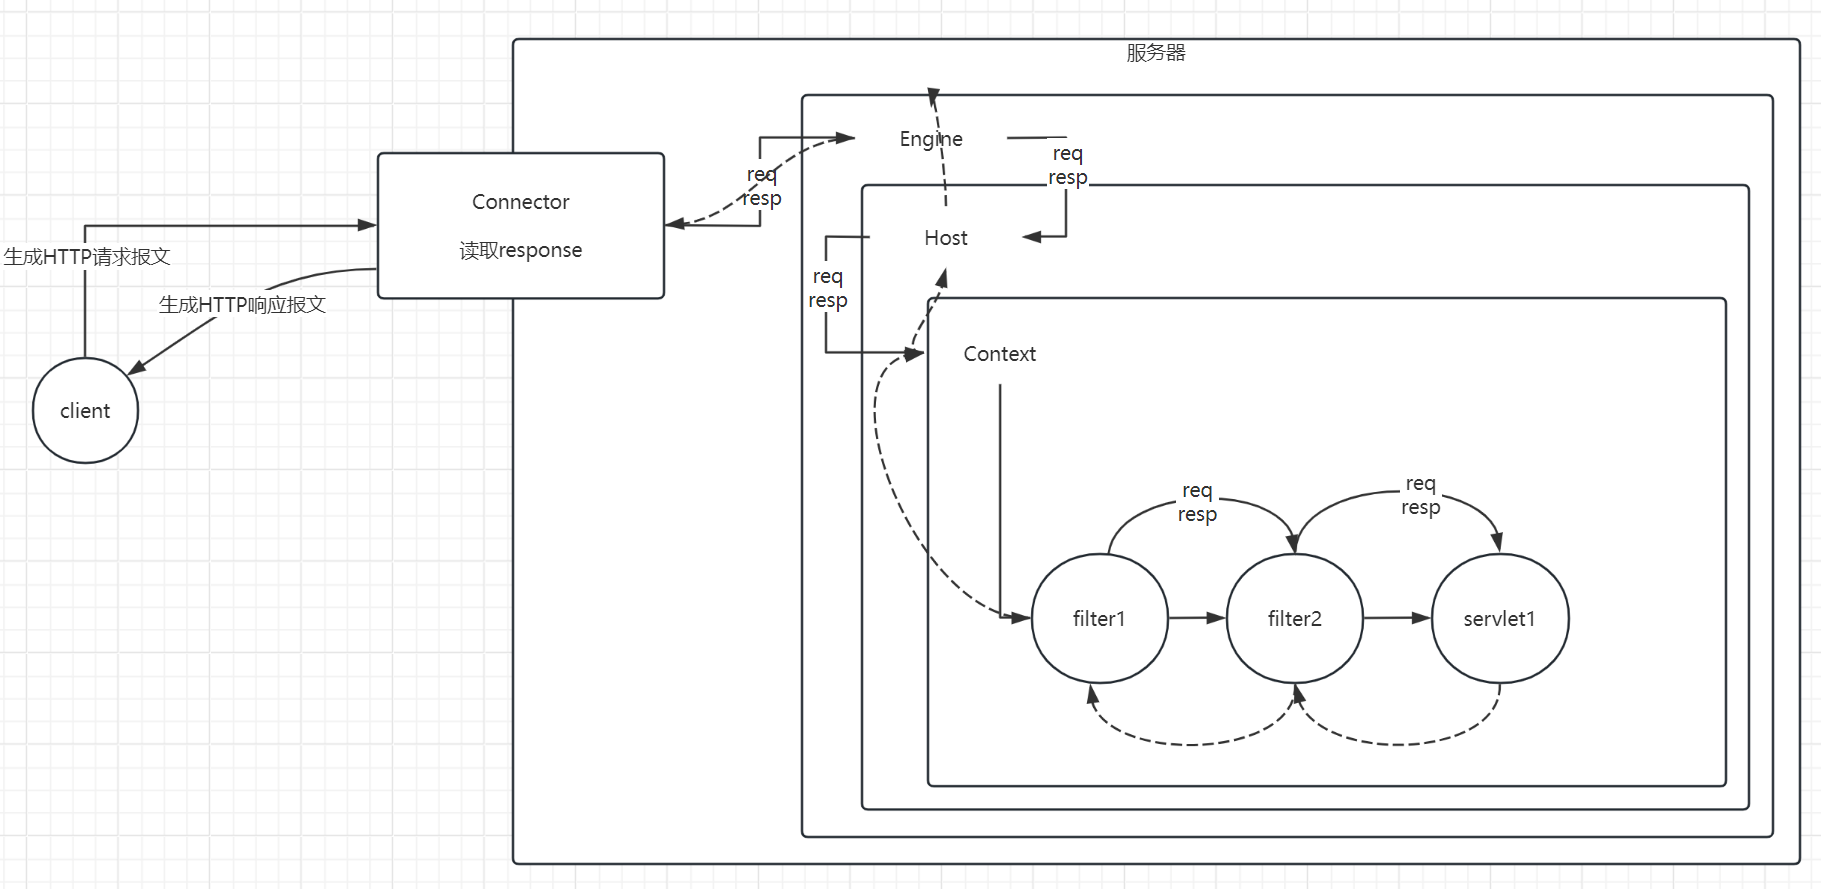 服务器
Engine
req
resp
req
resp
Connector
读取response
Host
生成HTTP请求报文
req
resp
生成HTTP响应报文
Context
client
req
resp
req
resp
filter1
filter2
servlet1